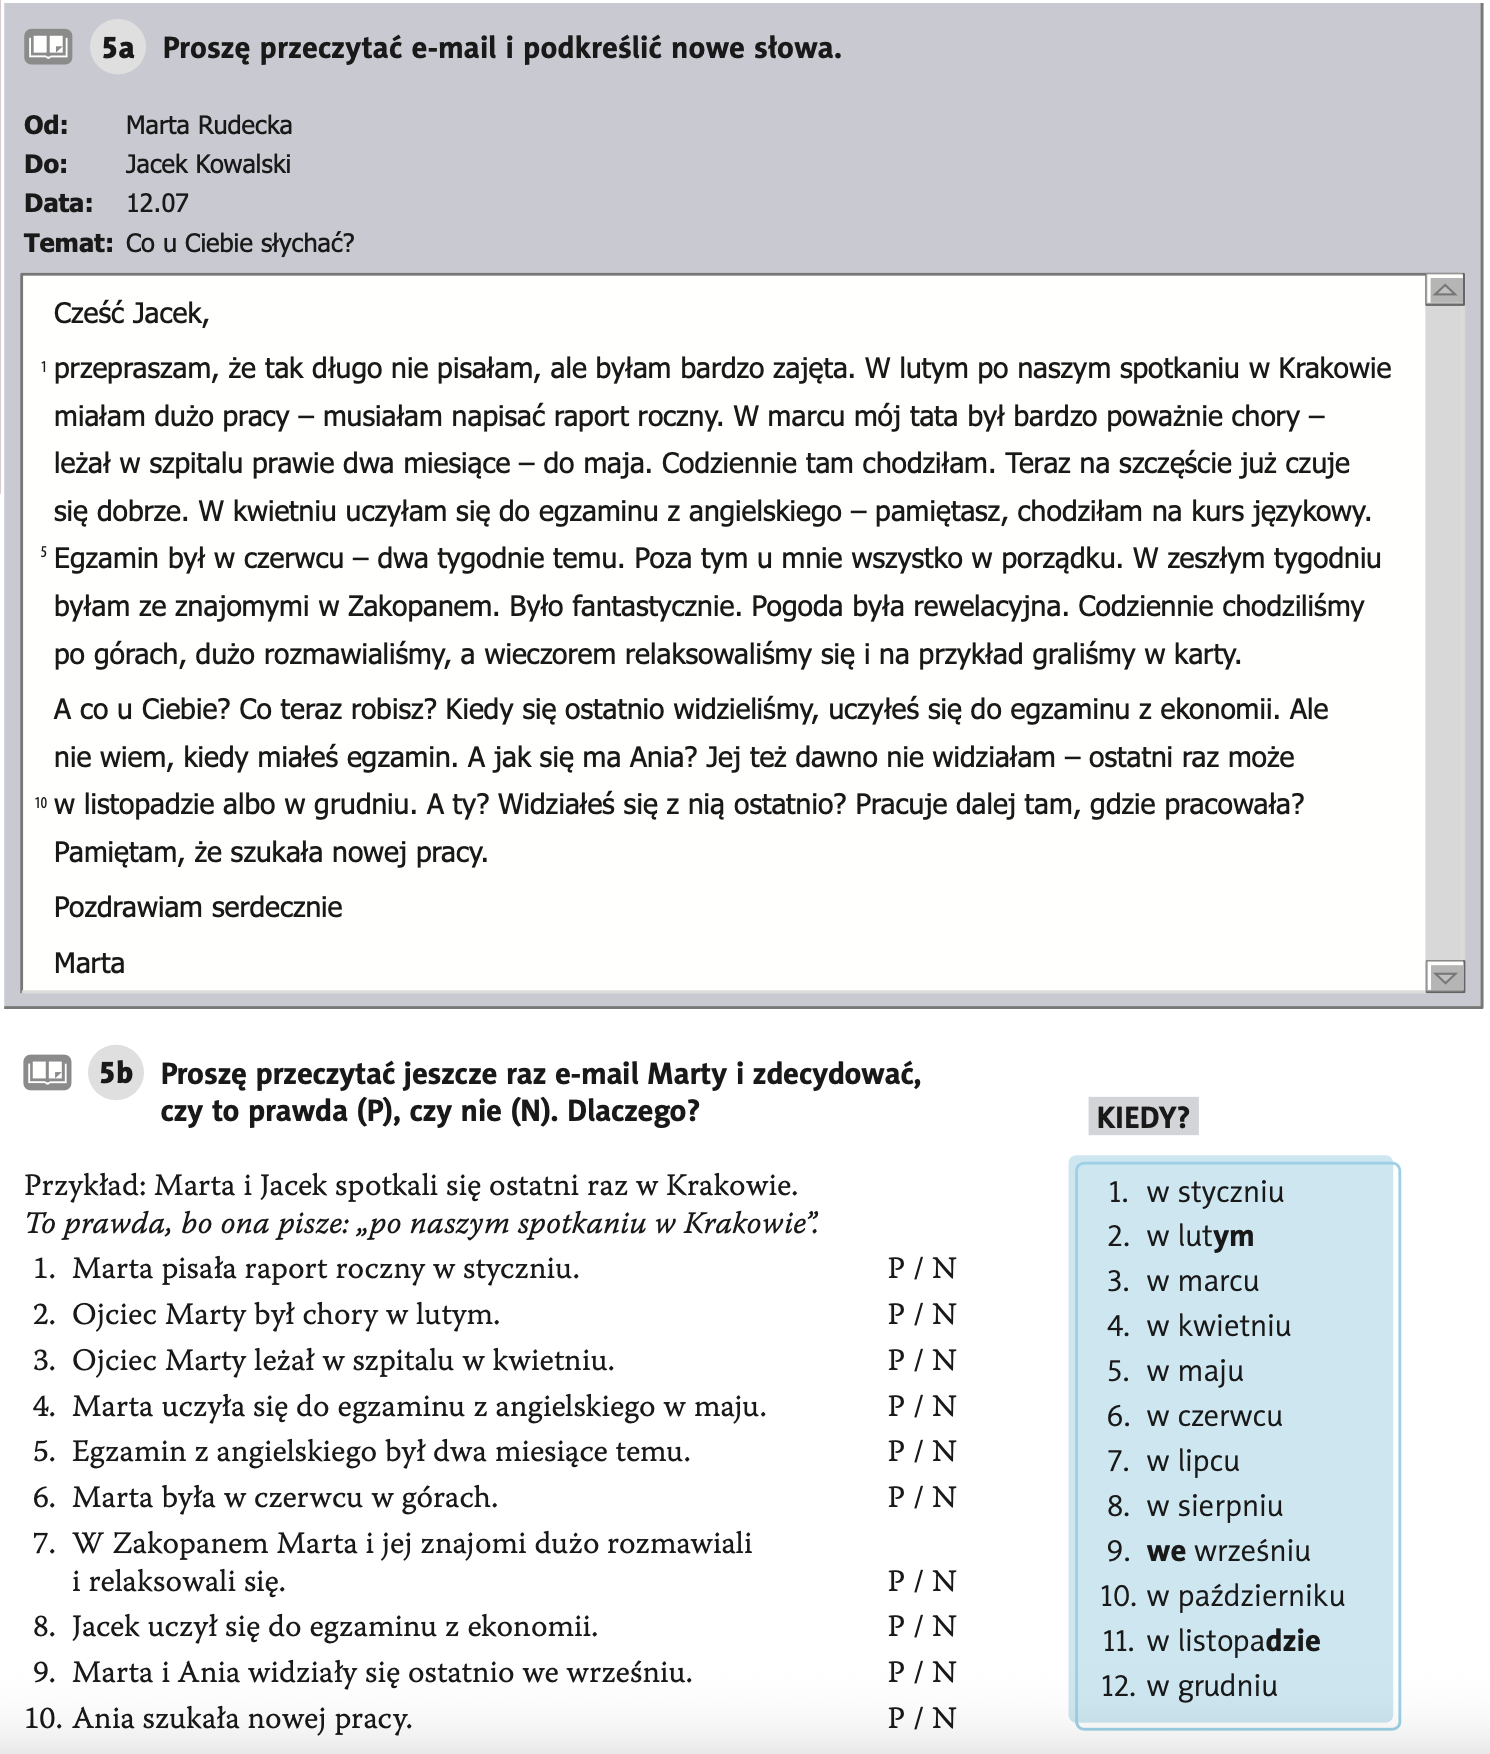 5a Proszę przeczytać e-mail i podkreślić nowe słowa.
Od: Marta Rudecka
Do: Jacek Kowalski
Data: 12.07
Temat: Co u Ciebie słychać?
Cześć Jacek,
1 przepraszam, że tak długo nie pisałam, ale byłam bardzo zajęta. W lutym po naszym spotkaniu w Krakowie
miałam dużo pracy – musiałam napisać raport roczny. W marcu mój tata był bardzo poważnie chory –
leżał w szpitalu prawie dwa miesiące – do maja. Codziennie tam chodziłam. Teraz na szczęście już czuje
się dobrze. W kwietniu uczyłam się do egzaminu z angielskiego – pamiętasz, chodziłam na kurs językowy.
5 Egzamin był w czerwcu – dwa tygodnie temu. Poza tym u mnie wszystko w porządku. W zeszłym tygodniu
byłam ze znajomymi w Zakopanem. Było fantastycznie. Pogoda była rewelacyjna. Codziennie chodziliśmy
po górach, dużo rozmawialiśmy, a wieczorem relaksowaliśmy się i na przykład graliśmy w karty.
A co u Ciebie? Co teraz robisz? Kiedy się ostatnio widzieliśmy, uczyłeś się do egzaminu z ekonomii. Ale
nie wiem, kiedy miałeś egzamin. A jak się ma Ania? Jej też dawno nie widziałam – ostatni raz może
10 w listopadzie albo w grudniu. A ty? Widziałeś się z nią ostatnio? Pracuje dalej tam, gdzie pracowała?
Pamiętam, że szukała nowej pracy.
Pozdrawiam serdecznie
Marta
5b Proszę przeczytać jeszcze raz e-mail Marty i zdecydować,
czy to prawda (P), czy nie (N). Dlaczego?
Przykład: Marta i Jacek spotkali się ostatni raz w Krakowie.
To prawda, bo ona pisze: „po naszym spotkaniu w Krakowie”.
1. Marta pisała raport roczny w styczniu. P / N
2. Ojciec Marty był chory w lutym. P / N
3. Ojciec Marty leżał w szpitalu w kwietniu. P / N
4. Marta uczyła się do egzaminu z angielskiego w maju. P / N
5. Egzamin z angielskiego był dwa miesiące temu. P / N
6. Marta była w czerwcu w górach. P / N
7. W Zakopanem Marta i jej znajomi dużo rozmawiali
i relaksowali się. P / N
8. Jacek uczył się do egzaminu z ekonomii. P / N
9. Marta i Ania widziały się ostatnio we wrześniu. P / N
10. Ania szukała nowej pracy. P / N
KIEDY?
1. w styczniu
2. w lutym
3. w marcu
4. w kwietniu
5. w maju
6. w czerwcu
7. w lipcu
8. w sierpniu
9. we wrześniu
10. w październiku
11. w listopadzie
12. w grudniu